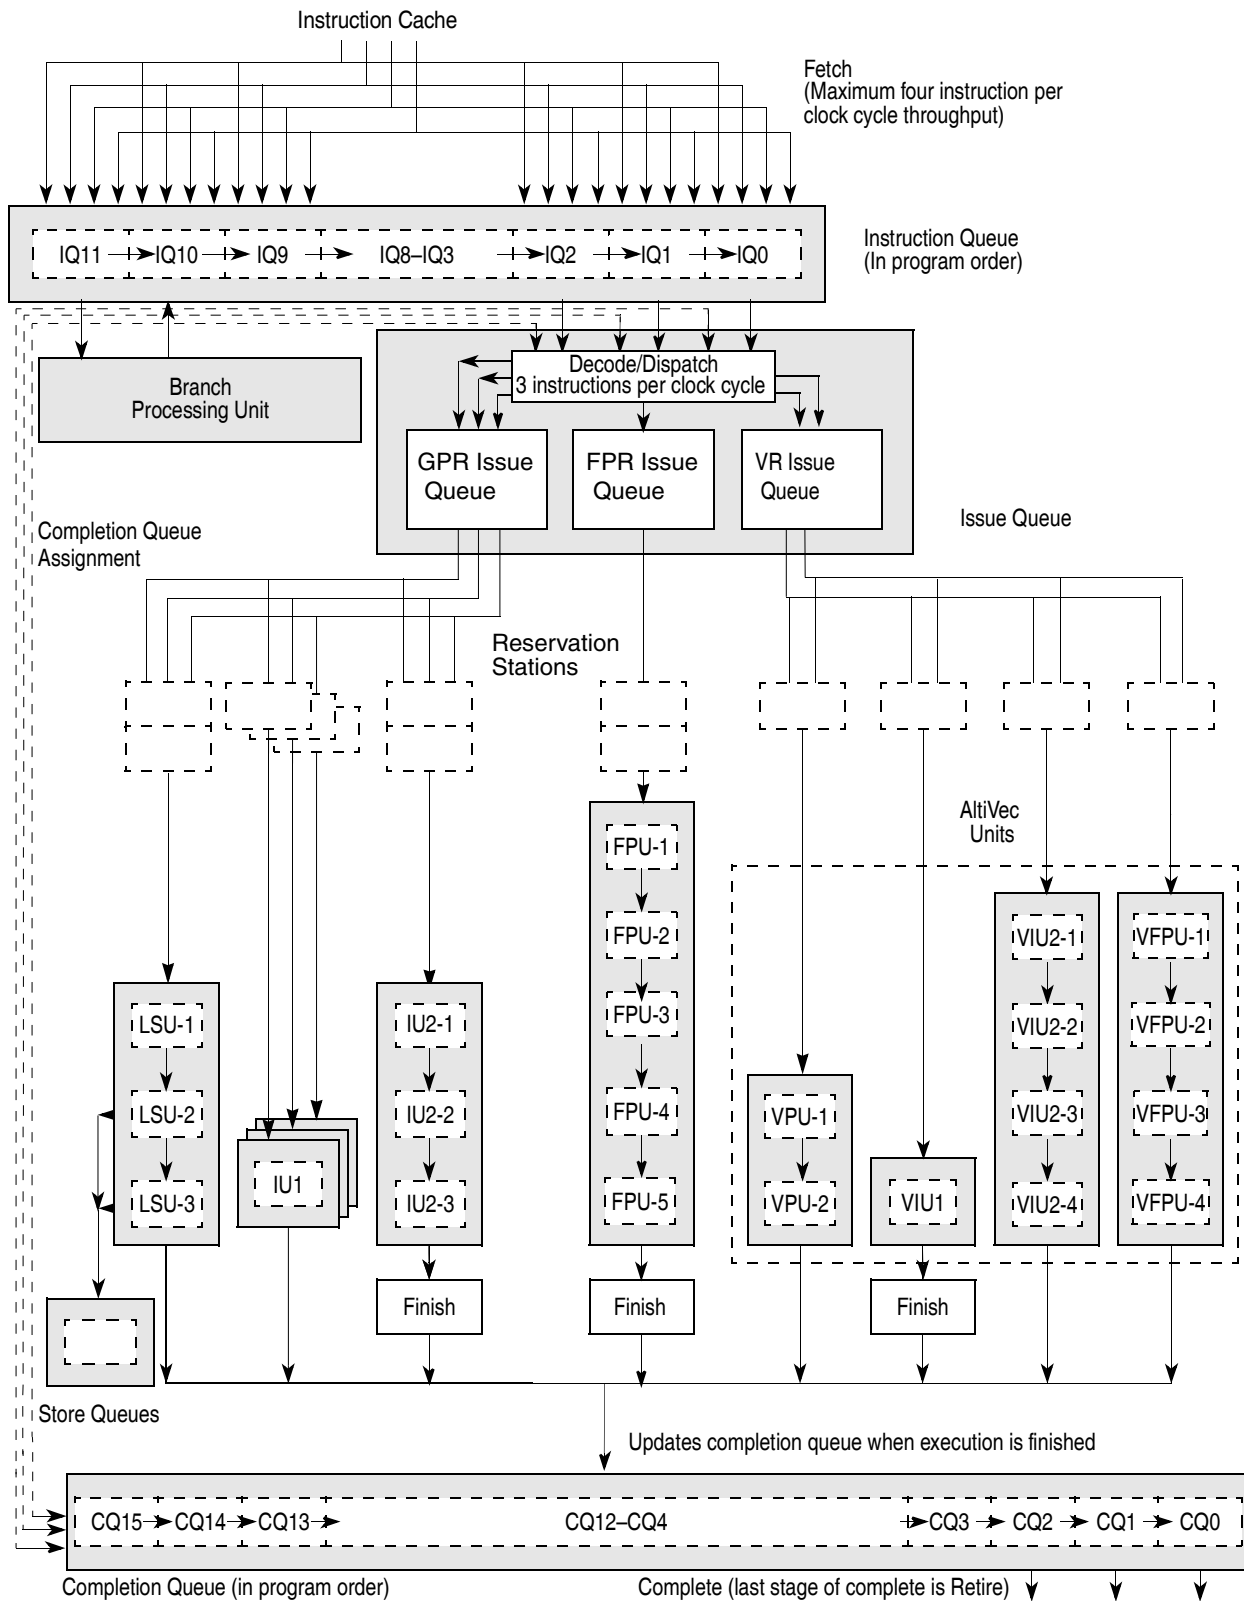 Instruction Cache
Fetch
(Maximum four instruction per
clock cycle throughput)
IQ11
IQ10
IQ9
IQ8–IQ3
IQ2
IQ1
IQ0
Instruction Queue
(In program order)
Branch
Processing Unit
Decode/Dispatch
3 instructions per clock cycle
GPR Issue
Queue
FPR Issue
Queue
VR Issue
Queue
Issue Queue
Completion Queue
Assignment
Reservation
Stations
AltiVec
Units
LSU-1
LSU-2
LSU-3
IU1
IU2-1
IU2-2
IU2-3
FPU-1
FPU-2
FPU-3
FPU-4
FPU-5
VPU-1
VPU-2
VIU1
VIU2-1
VIU2-2
VIU2-3
VIU2-4
VFPU-1
VFPU-2
VFPU-3
VFPU-4
Finish
Finish
Finish
Store Queues
Updates completion queue when execution is finished
CQ15
CQ14
CQ13
CQ12–CQ4
CQ3
CQ2
CQ1
CQ0
Completion Queue (in program order)
Complete (last stage of complete is Retire)